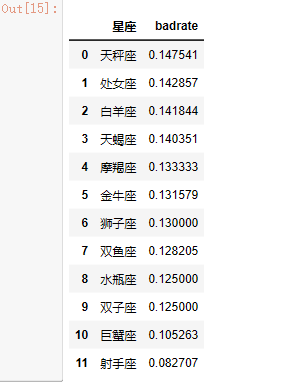 Out[15]:
星座 badrate
0 天秤座 0.147541
1 处女座 0.142857
2 白羊座 0.141844
3 天蝎座 0.140351
4 摩羯座 0.133333
5 金牛座 0.131579
6 狮子座 0.130000
7 双鱼座 0.128205
8 水瓶座 0.125000
9 双子座 0.125000
10 巨蟹座 0.105263
11 射手座 0.082707